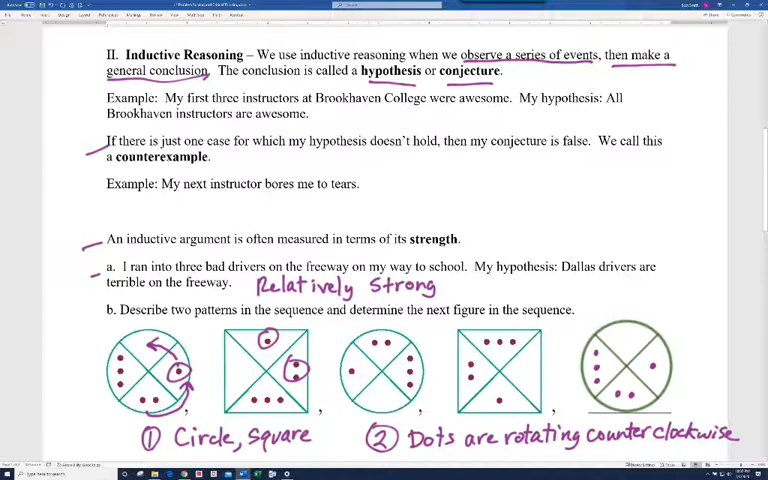 II. Inductive Reasoning – We use inductive reasoning when we observe a series of events, then make a
general conclusion. The conclusion is called a hypothesis or conjecture.
Example: My first three instructors at Brookhaven College were awesome. My hypothesis: All
Brookhaven instructors are awesome.
If there is just one case for which my hypothesis doesn't hold, then my conjecture is false. We call this
a counterexample.
Example: My next instructor bores me to tears.
An inductive argument is often measured in terms of its strength.
a. I ran into three bad drivers on the freeway on my way to school. My hypothesis: Dallas drivers are
terrible on the freeway. Relatively Strong
b. Describe two patterns in the sequence and determine the next figure in the sequence.
, , , ,
① Circle, Square ② Dots are rotating counter clockwise
Type here to search